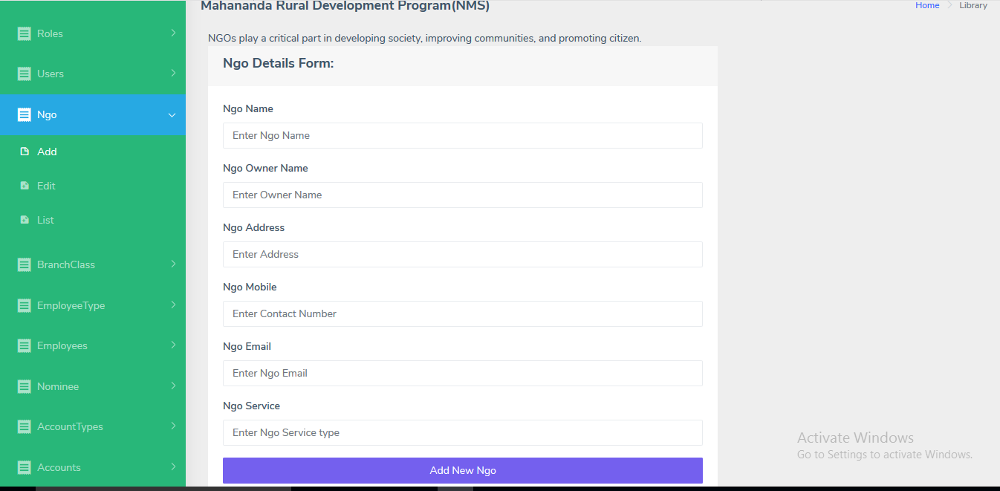 Mahananda Rural Development Program(NMS)
Home
Library
Roles
Users
Ngo
Add
Edit
List
BranchClass
EmployeeType
Employees
Nominee
AccountTypes
Accounts
NGOs play a critical part in developing society, improving communities, and promoting citizen.
Ngo Details Form:
Ngo Name
Enter Ngo Name
Ngo Owner Name
Enter Owner Name
Ngo Address
Enter Address
Ngo Mobile
Enter Contact Number
Ngo Email
Enter Ngo Email
Ngo Service
Enter Ngo Service type
Add New Ngo
Activate Windows
Go to Settings to activate Windows.